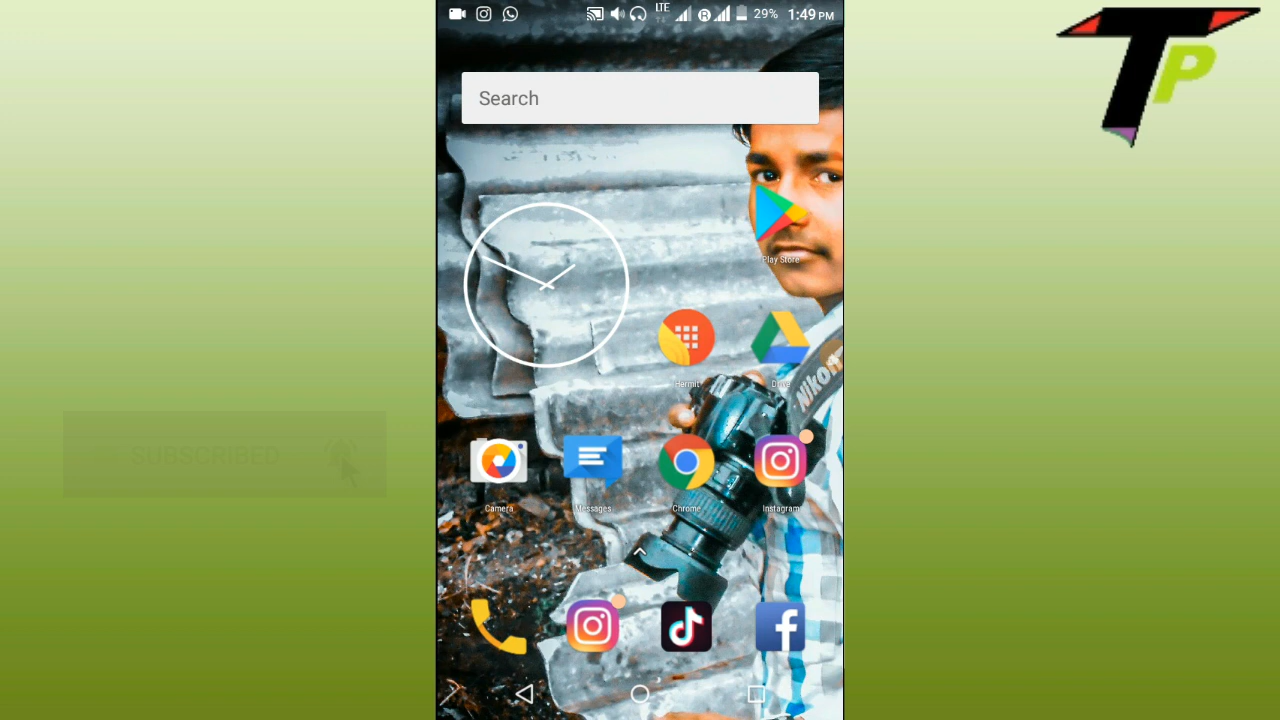 LTE
R
29%
1:49 PM
TP
Search
Play Store
Hermit
Drive
Nikon
SUBSCRIBED
Camera
Messages
Chrome
Instagram